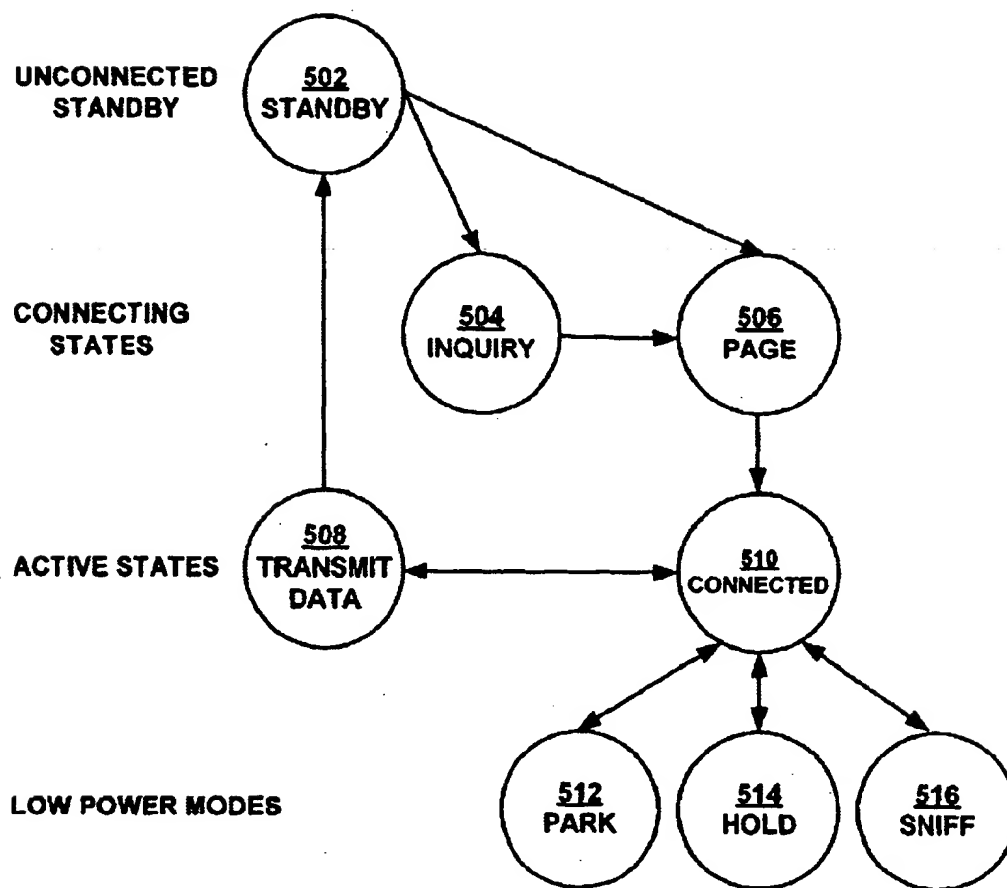 UNCONNECTED
STANDBY
502
STANDBY
CONNECTING
STATES
504
INQUIRY
506
PAGE
ACTIVE STATES
508
TRANSMIT
DATA
510
CONNECTED
LOW POWER MODES
512
PARK
514
HOLD
516
SNIFF